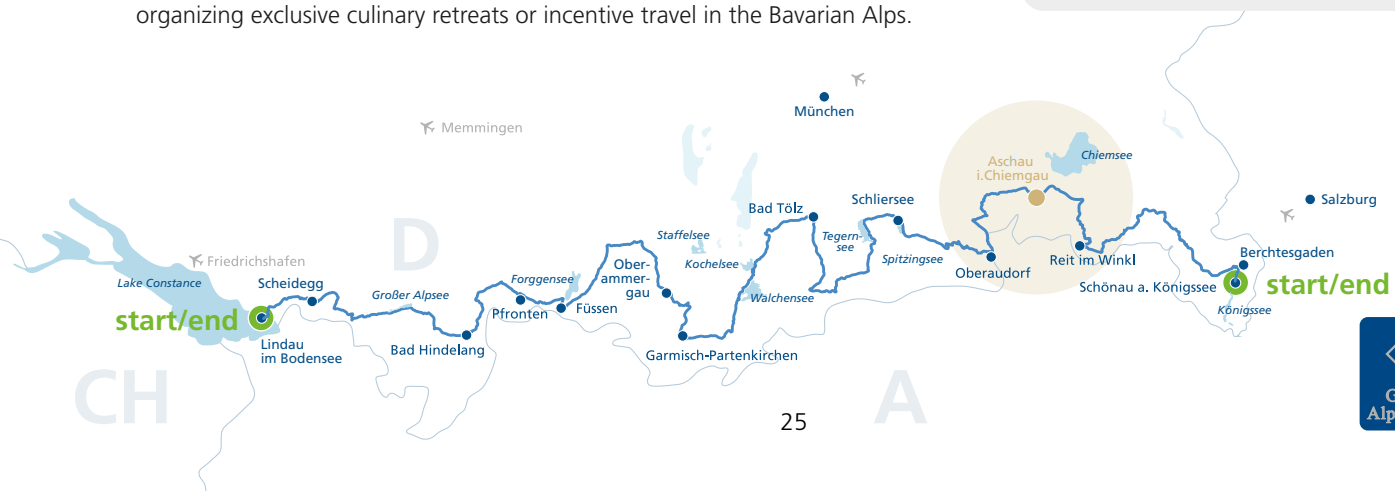 organizing exclusive culinary retreats or incentive travel in the Bavarian Alps.
München
Memmingen
Aschau
i.Chiemgau
Chiemsee
Salzburg
Schliersee
Bad Tölz
D
Staffelsee
Tegern-
see
Friedrichshafen
Ober-
ammer-
gau
Kochelsee
Spitzingsee
Oberaudorf
Reit im Winkl
Berchtesgaden
Lake Constance
Scheidegg
Forggensee
Großer Alpsee
Walchensee
Schönau a. Königssee
start/end
Königssee
Pfronten
Füssen
start/end
Lindau
im Bodensee
Bad Hindelang
Garmisch-Partenkirchen
CH
A
25
G
Alp